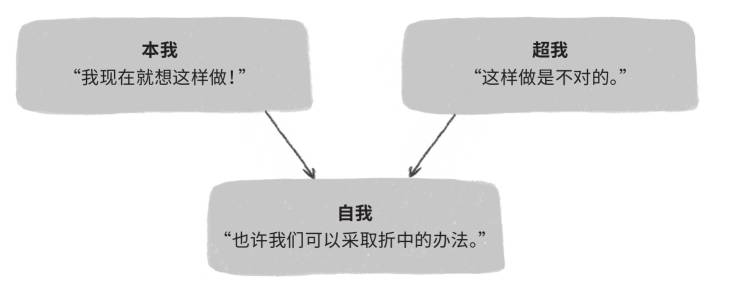 本我
“我现在就想这样做！”
超我
“这样做是不对的。”
自我
“也许我们可以采取折中的办法。”